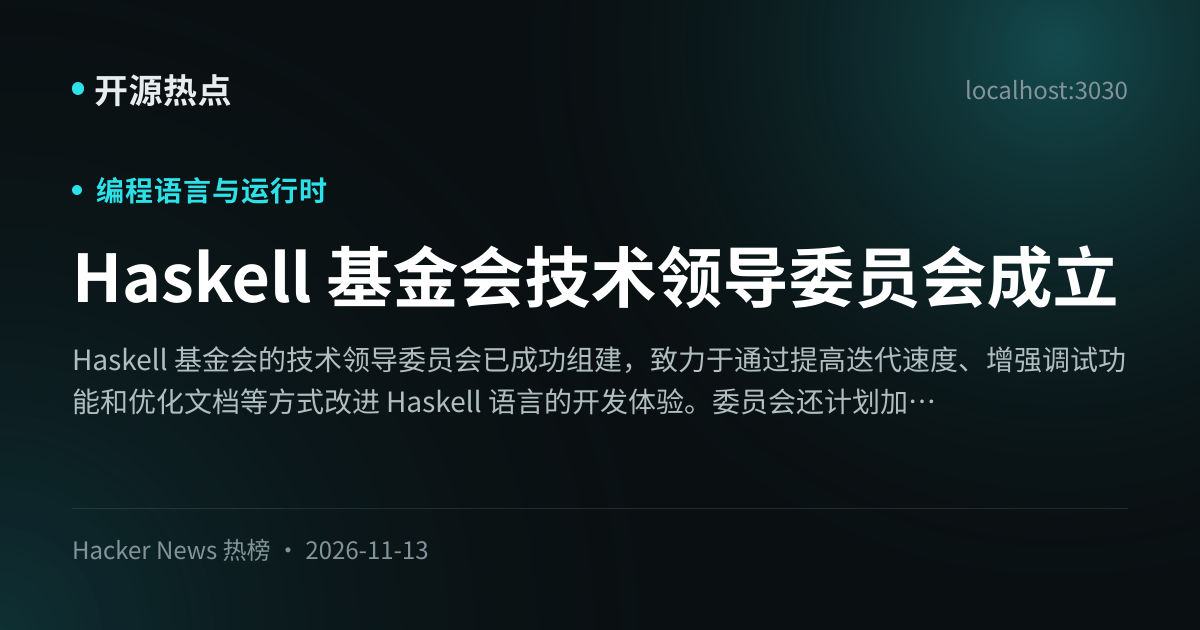 开源热点
localhost:3030
编程语言与运行时
Haskell 基金会技术领导委员会成立
Haskell 基金会的技术领导委员会已成功组建，致力于通过提高迭代速度、增强调试功
能和优化文档等方式改进 Haskell 语言的开发体验。委员会还计划加…
Hacker News 热榜 · 2026-11-13